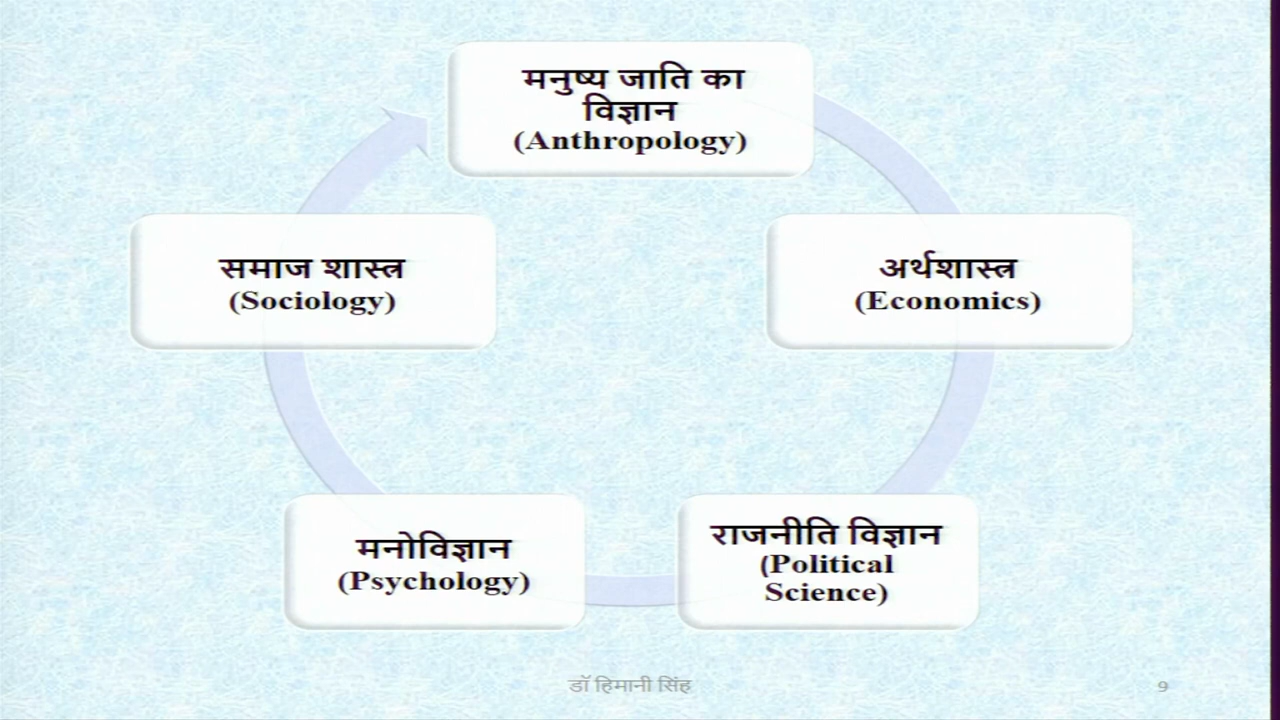 मनुष्य जाति का
विज्ञान
(Anthropology)
समाज शास्त्र
(Sociology)
अर्थशास्त्र
(Economics)
मनोविज्ञान
(Psychology)
राजनीति विज्ञान
(Political
Science)
डॉ हिमानी सिंह
9